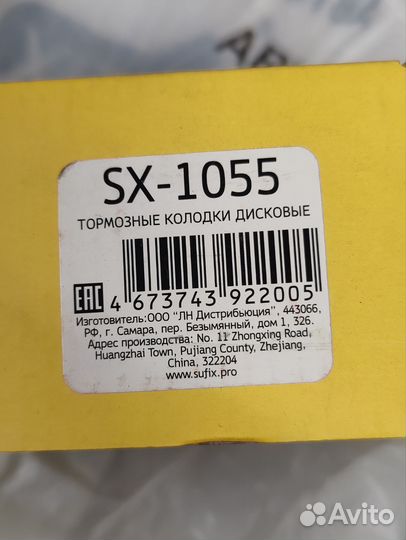 SX-1055
ТОРМОЗНЫЕ КОЛОДКИ ДИСКОВЫЕ
EAC
4 673743 922005
Изготовитель:ООО "ЛН Дистрибьюция", 443066,
РФ, г. Самара, пер. Безымянный, дом 1, 326.
Адрес производства: No. 11 Zhongxing Road,
Huangzhai Town, Pujiang County, Zhejiang,
China, 322204
www.sufix.pro
Avito